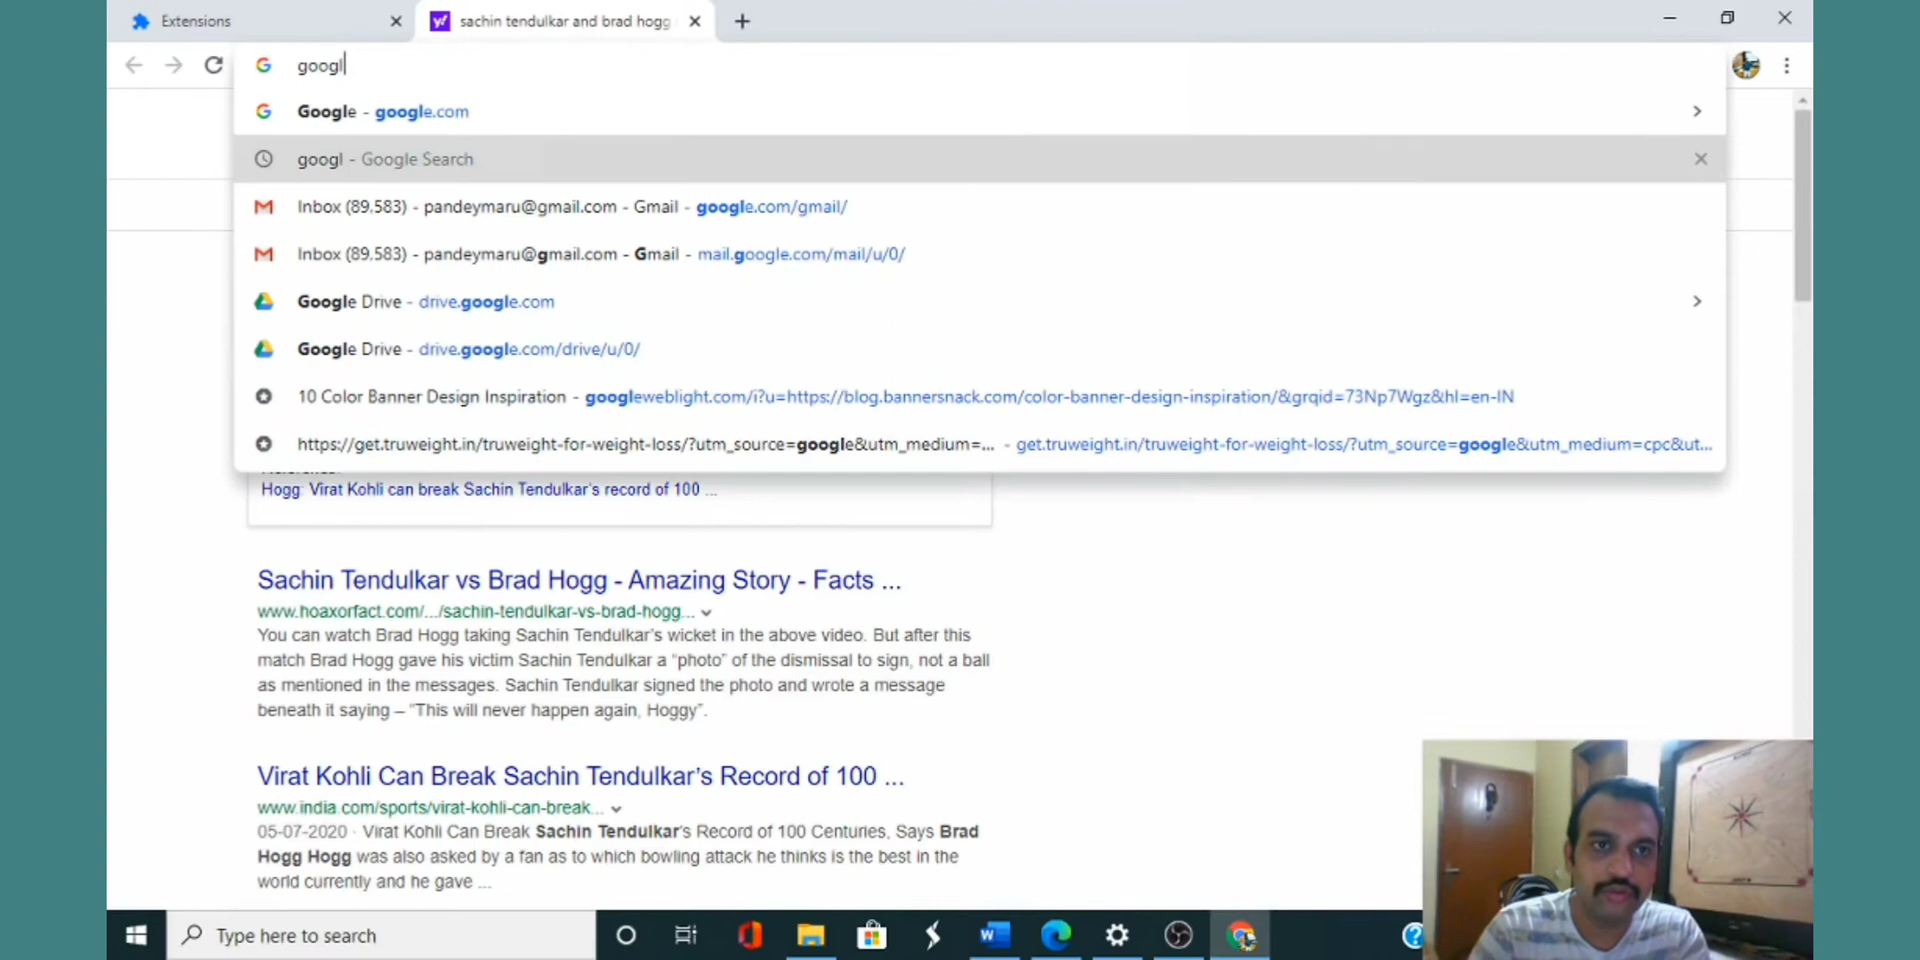 Extensions
sachin tendulkar and brad hogg
googl
Google - google.com
googl - Google Search
Inbox (89,583) - pandeymaru@gmail.com - Gmail - google.com/gmail/
Inbox (89,583) - pandeymaru@gmail.com - Gmail - mail.google.com/mail/u/0/
Google Drive - drive.google.com
Google Drive - drive.google.com/drive/u/0/
10 Color Banner Design Inspiration - googleweblight.com/i?u=https://blog.bannersnack.com/color-banner-design-inspiration/&grqid=73Np7Wgz&hl=en-IN
https://get.truweight.in/truweight-for-weight-loss/?utm_source=google&utm_medium=... - get.truweight.in/truweight-for-weight-loss/?utm_source=google&utm_medium=cpc&ut...
Hogg: Virat Kohli can break Sachin Tendulkar's record of 100 ...
Sachin Tendulkar vs Brad Hogg - Amazing Story - Facts ...
www.hoaxorfact.com/.../sachin-tendulkar-vs-brad-hogg...
You can watch Brad Hogg taking Sachin Tendulkar's wicket in the above video. But after this
match Brad Hogg gave his victim Sachin Tendulkar a "photo" of the dismissal to sign, not a ball
as mentioned in the messages. Sachin Tendulkar signed the photo and wrote a message
beneath it saying – "This will never happen again, Hoggy".
Virat Kohli Can Break Sachin Tendulkar's Record of 100 ...
www.india.com/sports/virat-kohli-can-break...
05-07-2020 · Virat Kohli Can Break Sachin Tendulkar's Record of 100 Centuries, Says Brad
Hogg Hogg was also asked by a fan as to which bowling attack he thinks is the best in the
world currently and he gave ...
Type here to search